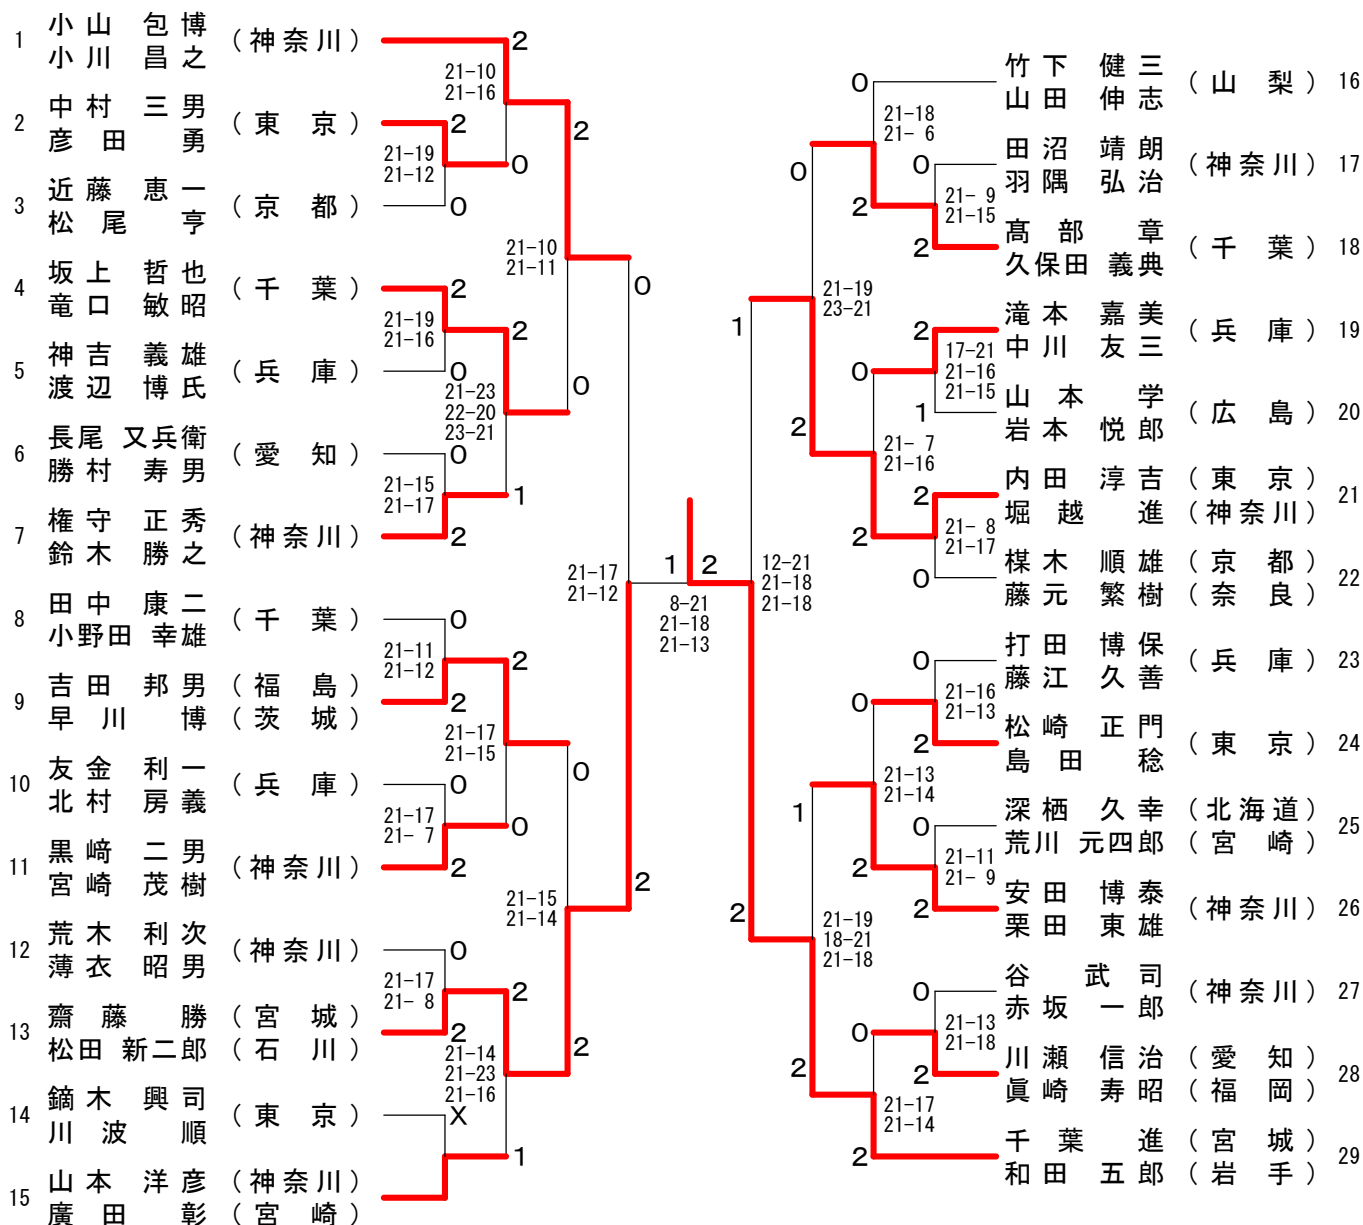 1 小山 包博 (神奈川)
小川 昌之
2 中村 三男 (東 京)
彦田 勇
3 近藤 恵一 (京 都)
松尾 亨
4 坂上 哲也 (千 葉)
竜口 敏昭
5 神吉 義雄 (兵 庫)
渡辺 博氏
6 長尾 又兵衛 (愛 知)
勝村 寿男
7 権守 正秀 (神奈川)
鈴木 勝之
8 田中 康二 (千 葉)
小野田 幸雄
9 吉田 邦男 (福 島)
早川 博 (茨 城)
10 友金 利一 (兵 庫)
北村 房義
11 黒﨑 二男 (神奈川)
宮崎 茂樹
12 荒木 利次 (神奈川)
薄衣 昭男
13 齋藤 勝 (宮 城)
松田 新二郎 (石 川)
14 鏑木 興司 (東 京)
川波 順
15 山本 洋彦 (神奈川)
廣田 彰 (宮 崎)
2
21-10
21-16
2
21-19
21-12
0
0
2
21-10
21-11
0
2
21-19
21-16
0
2
21-23
22-20
23-21
0
0
21-15
21-17
2
1
21-17
21-12
0
21-11
21-12
2
2
21-17
21-15
0
0
21-17
21- 7
2
0
21-15
21-14
2
0
21-17
21- 8
2
2
21-14
21-23
21-16
2
X
1
1 2
8-21
21-18
21-13
竹下 健三 (山 梨) 16
山田 伸志
田沼 靖朗 (神奈川) 17
羽隅 弘治
髙部 章 (千 葉) 18
久保田 義典
滝本 嘉美 (兵 庫) 19
中川 友三
山本 学 (広 島) 20
岩本 悦郎
内田 淳吉 (東 京) 21
堀越 進 (神奈川)
楳木 順雄 (京 都) 22
藤元 繁樹 (奈 良)
打田 博保 (兵 庫) 23
藤江 久善
松崎 正門 (東 京) 24
島田 稔
深栖 久幸 (北海道) 25
荒川 元四郎 (宮 崎)
安田 博泰 (神奈川) 26
栗田 東雄
谷 武司 (神奈川) 27
赤坂 一郎
川瀬 信治 (愛 知) 28
眞崎 寿昭 (福 岡)
千葉 進 (宮 城) 29
和田 五郎 (岩 手)
0
21-18
21- 6
0
0
21- 9
21-15
2
2
21-19
23-21
1
2
17-21
21-16
21-15
0
1
2
21- 7
21-16
2
21- 8
21-17
2
0
12-21
21-18
21-18
0
21-16
21-13
0
2
21-13
21-14
1
0
21-11
21- 9
2
2
2
21-19
18-21
21-18
0
21-13
21-18
0
2
2
21-17
21-14
2